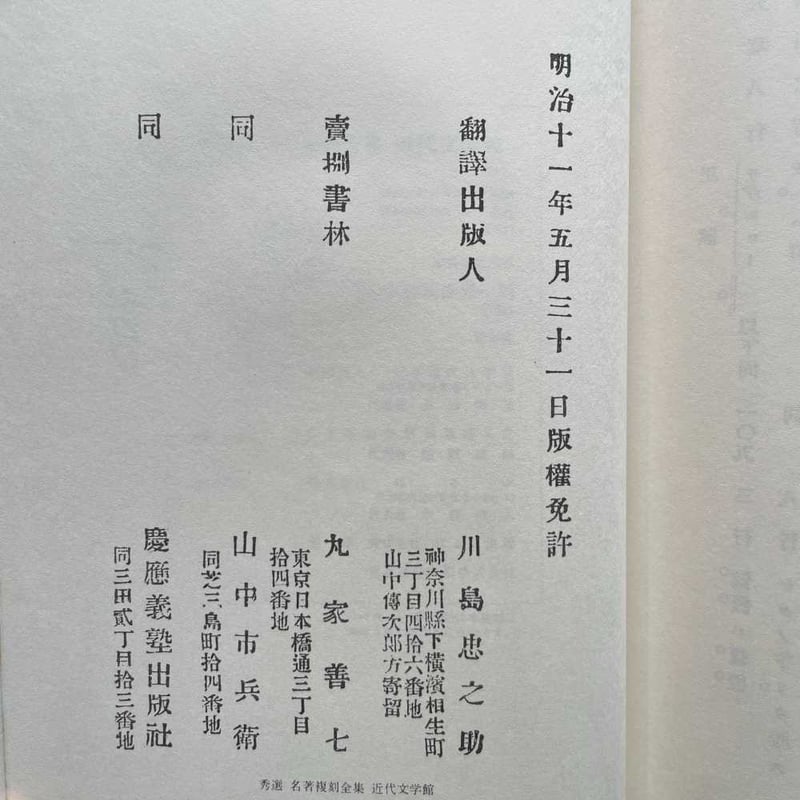 明治十一年五月三十一日版權免許
翻譯出版人
川島忠之助
神奈川縣下橫濱相生町
三丁目四拾六番地
山中傳次郎方寄留
賣捌書林
丸家善七
東京日本橋通三丁目
拾四番地
同
山中市兵衛
同芝三島町拾四番地
同
慶應義塾出版社
同三田貳丁目拾三番地
秀選 名著複刻全集 近代文学館